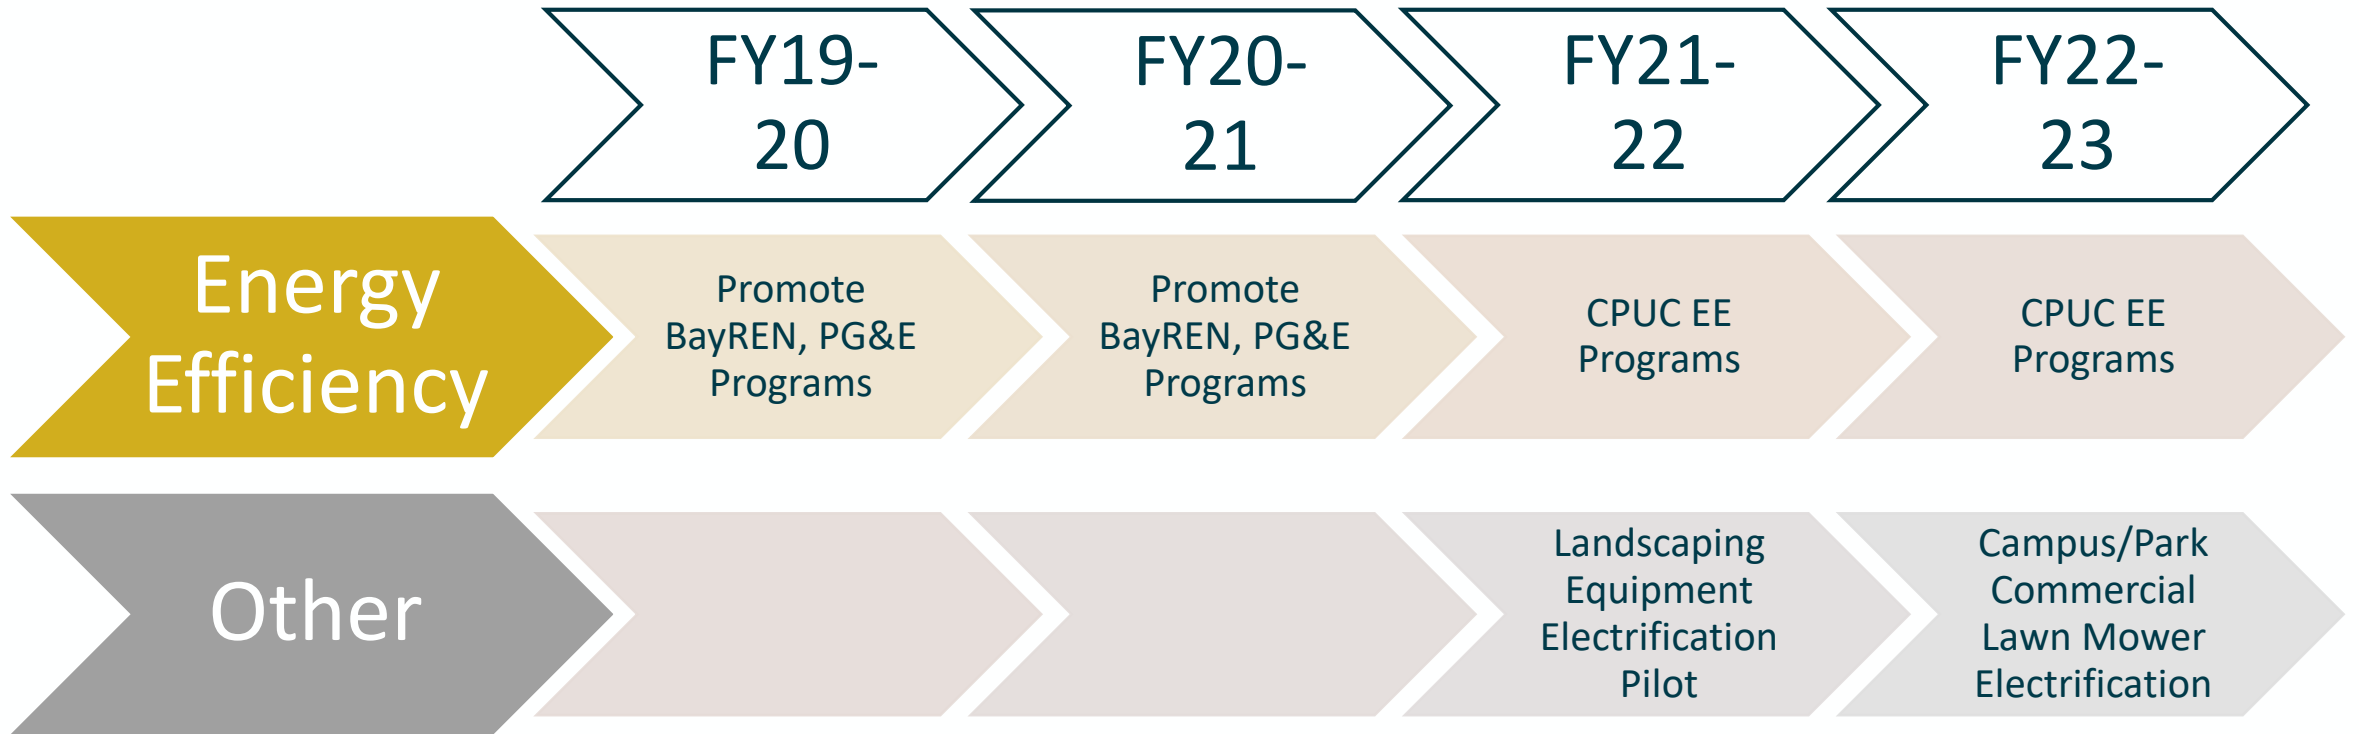 FY19-
20
FY20-
21
FY21-
22
FY22-
23
Energy
Efficiency
Promote
BayREN, PG&E
Programs
Promote
BayREN, PG&E
Programs
CPUC EE
Programs
CPUC EE
Programs
Other
Landscaping
Equipment
Electrification
Pilot
Campus/Park
Commercial
Lawn Mower
Electrification